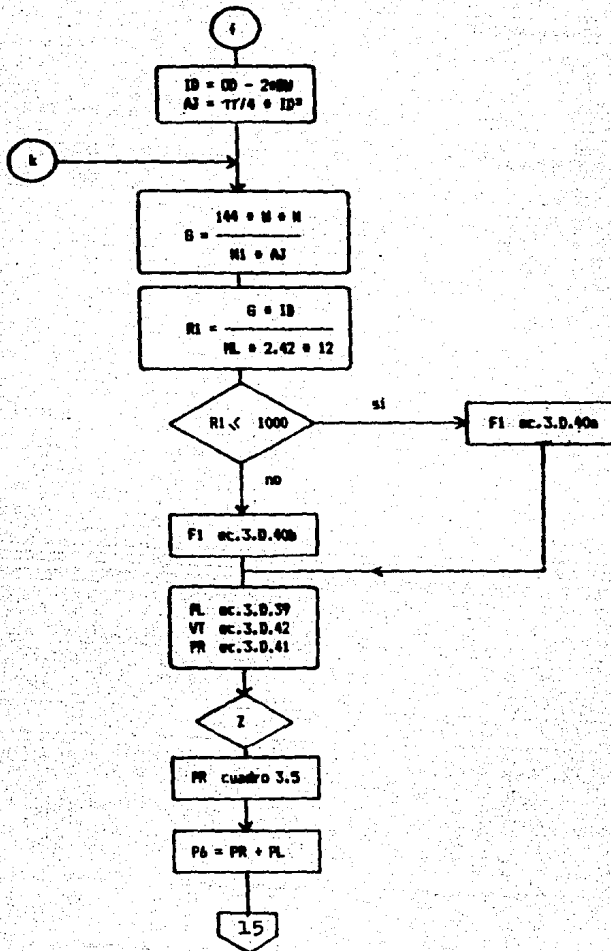 f
ID = OD - 2*BW
AJ = π/4 * ID²
k
144 * W * N
G =
N1 * AJ
G * ID
R1 =
ML * 2.42 * 12
R1 ≤ 1000
si
F1 ec.3.D.40a
no
F1 ec.3.D.40b
PL ec.3.D.39
VT ec.3.D.42
PR ec.3.D.41
Z
PR cuadro 3.5
P6 = PR + PL
15